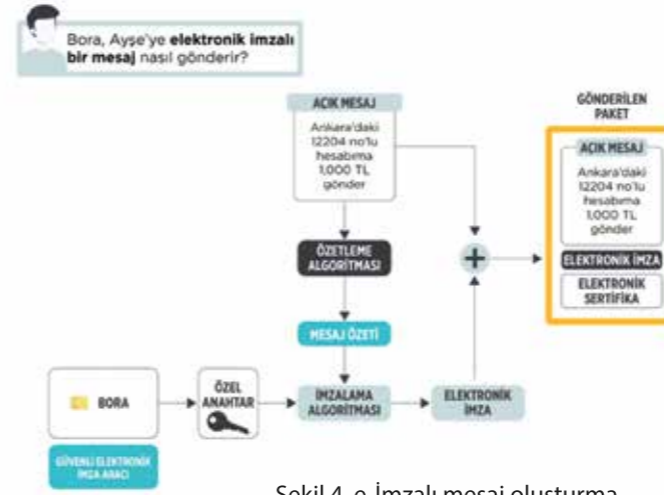 Bora, Ayşe'ye elektronik imzalı
bir mesaj nasıl gönderir?
AÇIK MESAJ
Ankara'daki
12204 no'lu
hesabıma
1.000 TL
gönder
GÖNDERİLEN
PAKET
AÇIK MESAJ
Ankara'daki
12204 no'lu
hesabıma
1.000 TL
gönder
ELEKTRONİK İMZA
ELEKTRONİK
SERTİFİKA
ÖZETLEME
ALGORİTMASI
+
MESAJ ÖZETİ
BORA
ÖZEL
ANAHTAR
İMZALAMA
ALGORİTMASI
ELEKTRONİK
İMZA
GÜVENLİ ELEKTRONİK
İMZA ARACI
Şekil 4. e-İmzalı mesaj oluşturma